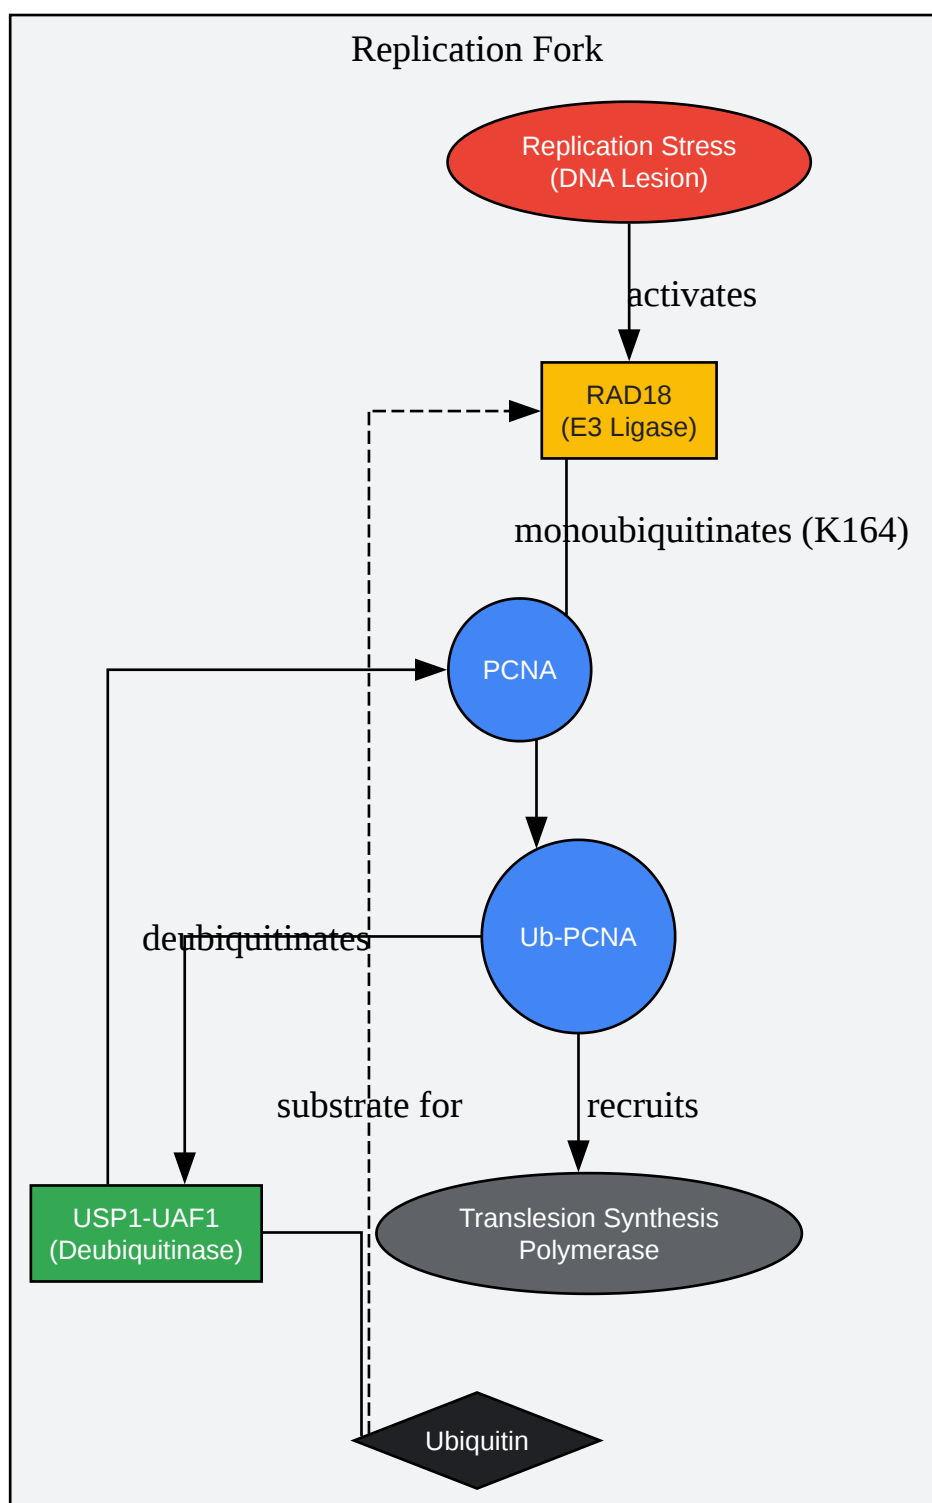 Replication Fork
Replication Stress
(DNA Lesion)
activates
RAD18
(E3 Ligase)
monoubiquitinates (K164)
PCNA
Ub-PCNA
deubiquitinates
substrate for
recruits
USP1-UAF1
(Deubiquitinase)
Translesion Synthesis
Polymerase
Ubiquitin